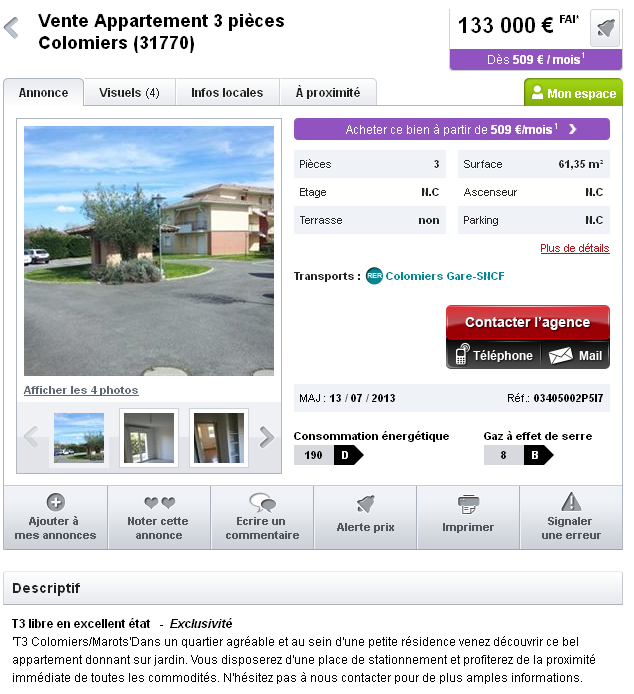 Vente Appartement 3 pièces
Colomiers (31770)
133 000 € FAI*
Dès 509 € / mois¹
Annonce
Visuels (4)
Infos locales
À proximité
Mon espace
Acheter ce bien à partir de 509 €/mois ¹
Pièces 3
Surface 61,35 m²
Etage N.C
Ascenseur N.C
Terrasse non
Parking N.C
Plus de détails
Transports : RER Colomiers Gare-SNCF
Contacter l'agence
Téléphone
Mail
Afficher les 4 photos
MAJ : 13 / 07 / 2013
Réf.: 03405002P5I7
Consommation énergétique
190 D
Gaz à effet de serre
8 B
Ajouter à
mes annonces
Noter cette
annonce
Ecrire un
commentaire
Alerte prix
Imprimer
Signaler
une erreur
Descriptif
T3 libre en excellent état - Exclusivité
'T3 Colomiers/Marots'Dans un quartier agréable et au sein d'une petite résidence venez découvrir ce bel
appartement donnant sur jardin. Vous disposerez d'une place de stationnement et profiterez de la proximité
immédiate de toutes les commodités. N'hésitez pas à nous contacter pour de plus amples informations.